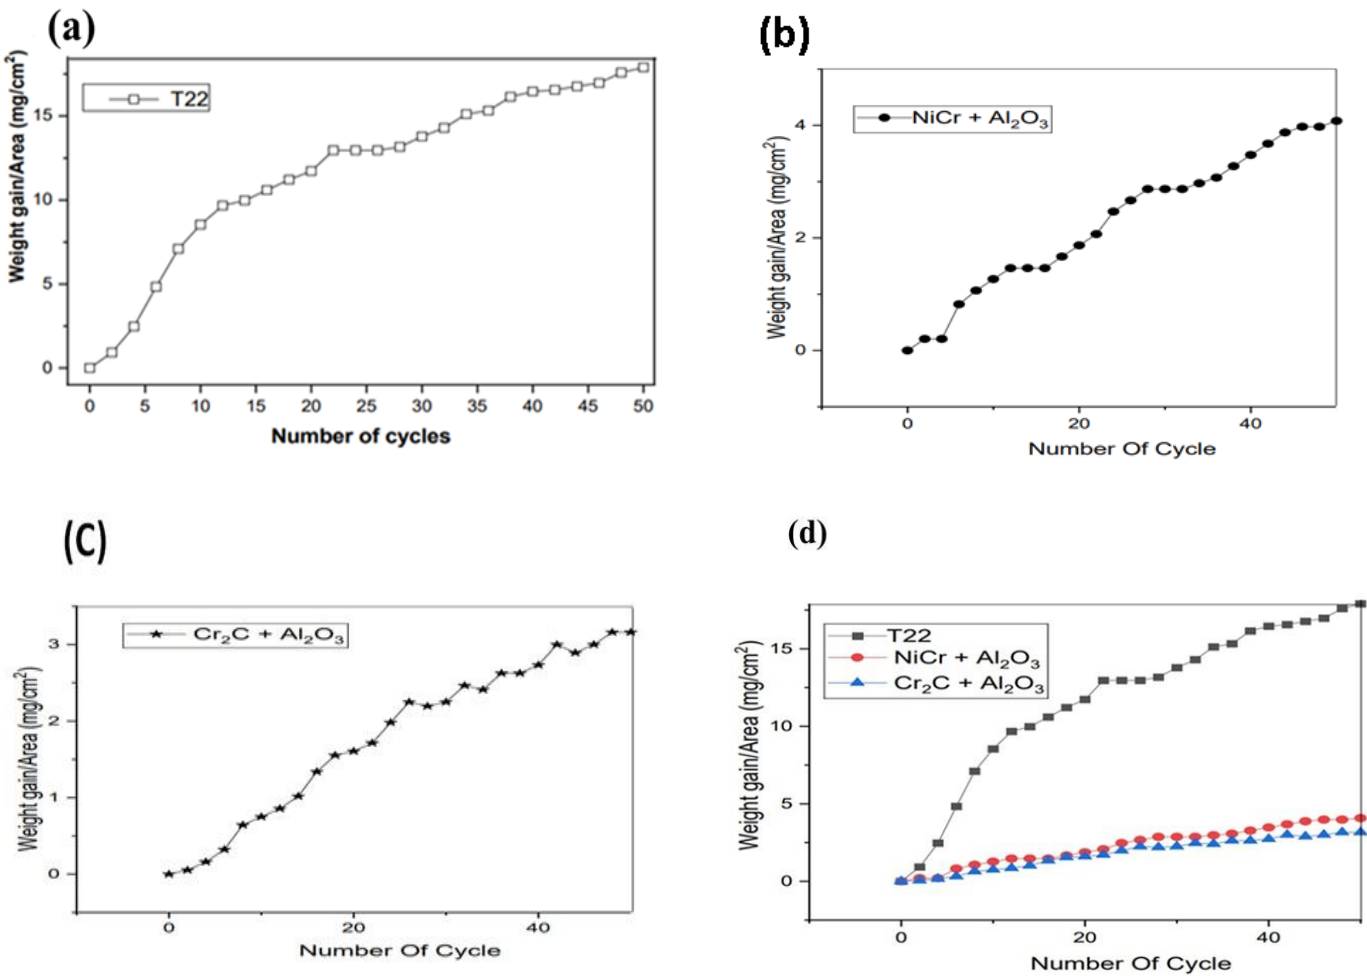 (a)
T22
Weight gain/Area (mg/cm²)
15
10
5
0
0 5 10 15 20 25 30 35 40 45 50
Number of cycles
(b)
NiCr + Al₂O₃
Weight gain/Area (mg/cm²)
4
2
0
0 20 40
Number Of Cycle
(C)
Cr₂C + Al₂O₃
Weight gain/Area (mg/cm²)
3
2
1
0
0 20 40
Number Of Cycle
(d)
T22
NiCr + Al₂O₃
Cr₂C + Al₂O₃
Weight gain/Area (mg/cm²)
15
10
5
0
0 20 40
Number Of Cycle